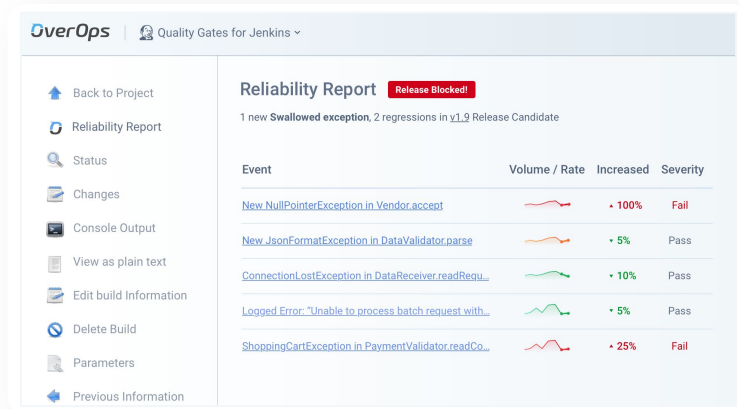 OverOps
Quality Gates for Jenkins
Back to Project
Reliability Report
Status
Changes
Console Output
View as plain text
Edit build Information
Delete Build
Parameters
Previous Information
Reliability Report Release Blocked!
1 new Swallowed exception, 2 regressions in v1.9 Release Candidate
Event Volume / Rate Increased Severity
New NullPointerException in Vendor.accept ▲ 100% Fail
New JsonFormatException in DataValidator.parse ▼ 5% Pass
ConnectionLostException in DataReceiver.readRequ... ▼ 10% Pass
Logged Error: “Unable to process batch request with... ▼ 5% Pass
ShoppingCartException in PaymentValidator.readCo... ▲ 25% Fail